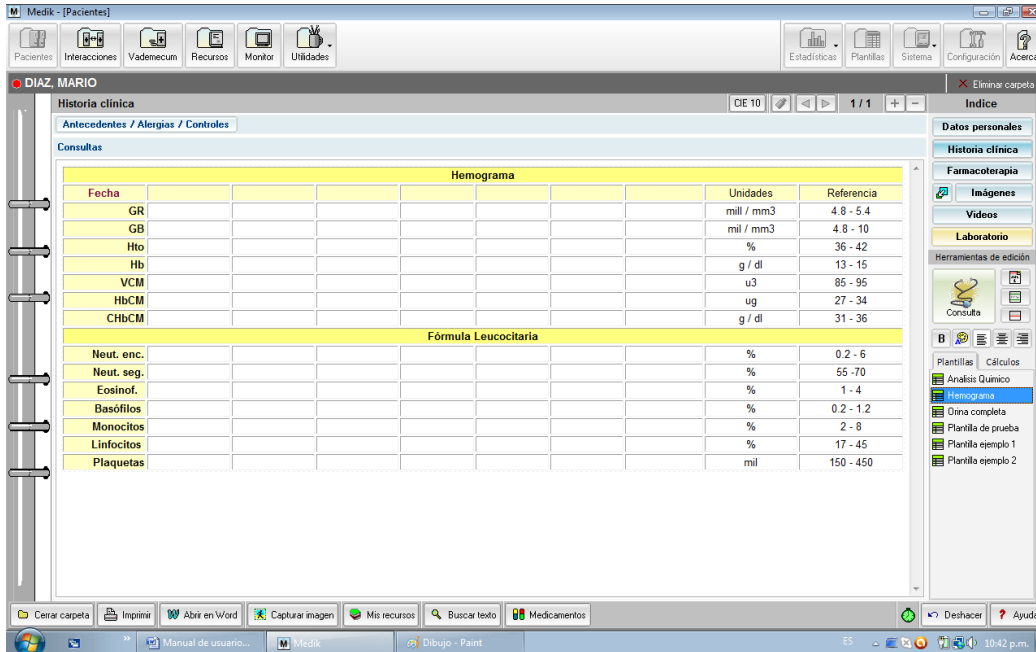 Medik - [Pacientes]
Pacientes Interacciones Vademecum Recursos Monitor Utilidades Estadísticas Plantillas Sistema Configuración Acerca
DIAZ, MARIO Eliminar carpeta
Historia clínica CIE 10 1 / 1 + - Indice
Antecedentes / Alergias / Controles Datos personales
Consultas Historia clínica
Farmacoterapia
Imágenes
Videos
Laboratorio
Herramientas de edición
Consulta
B
Plantillas Cálculos
Analisis Quimico
Hemograma
Orina completa
Plantilla de prueba
Plantilla ejemplo 1
Plantilla ejemplo 2
Hemograma
Fecha Unidades Referencia
GR mill / mm3 4.8 - 5.4
GB mil / mm3 4.8 - 10
Hto % 36 - 42
Hb g / dl 13 - 15
VCM u3 85 - 95
HbCM ug 27 - 34
CHbCM g / dl 31 - 36
Fórmula Leucocitaria
Neut. enc. % 0.2 - 6
Neut. seg. % 55 -70
Eosinof. % 1 - 4
Basófilos % 0.2 - 1.2
Monocitos % 2 - 8
Linfocitos % 17 - 45
Plaquetas mil 150 - 450
Cerrar carpeta Imprimir Abrir en Word Capturar imagen Mis recursos Buscar texto Medicamentos Deshacer Ayuda
Manual de usuario... Medik Dibujo - Paint ES 10:42 p.m.